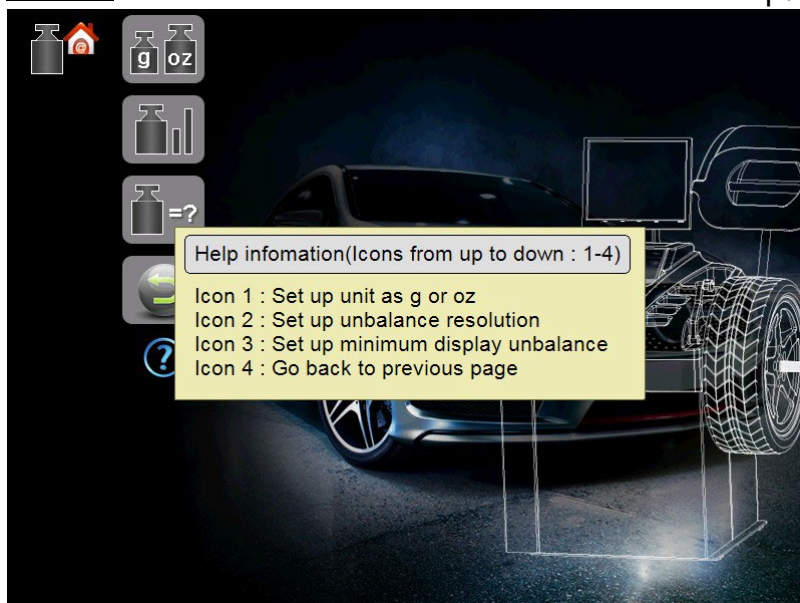 g oz
=?
Help infomation(Icons from up to down : 1-4)
Icon 1 : Set up unit as g or oz
Icon 2 : Set up unbalance resolution
Icon 3 : Set up minimum display unbalance
Icon 4 : Go back to previous page
?